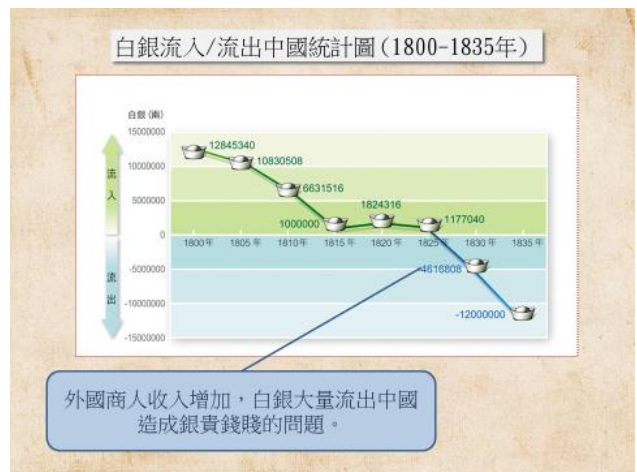 白銀流入/流出中國統計圖(1800-1835年)
白銀(兩)
15000000
12845340
10830508
10000000
流入
6631516
5000000
1824316
1000000
1177040
0
1800年 1805年 1810年 1815年 1820年 1825年 1830年 1835年
-4616808
-5000000
流出
-10000000
-12000000
-15000000
外國商人收入增加，白銀大量流出中國
造成銀貴錢賤的問題。